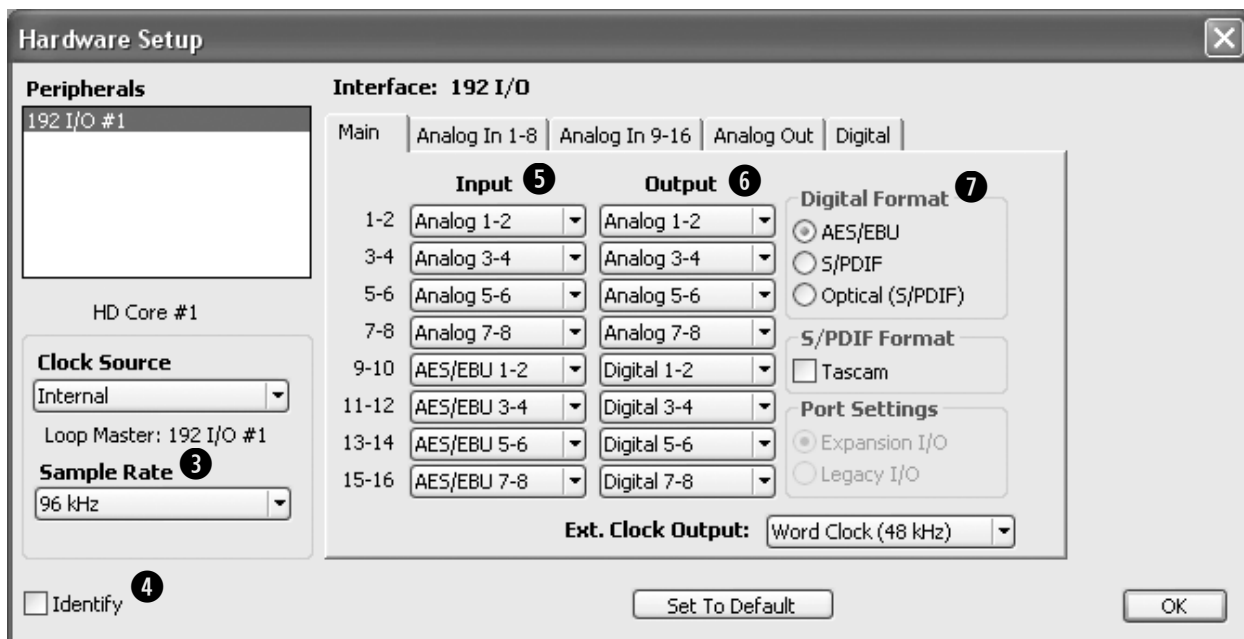 Hardware Setup
Peripherals
192 I/O #1
HD Core #1
Clock Source
Internal
Loop Master: 192 I/O #1
Sample Rate 3
96 kHz
Identify 4
Interface: 192 I/O
Main Analog In 1-8 Analog In 9-16 Analog Out Digital
Input 5 Output 6
1-2 Analog 1-2 Analog 1-2
3-4 Analog 3-4 Analog 3-4
5-6 Analog 5-6 Analog 5-6
7-8 Analog 7-8 Analog 7-8
9-10 AES/EBU 1-2 Digital 1-2
11-12 AES/EBU 3-4 Digital 3-4
13-14 AES/EBU 5-6 Digital 5-6
15-16 AES/EBU 7-8 Digital 7-8
Digital Format 7
AES/EBU
S/PDIF
Optical (S/PDIF)
S/PDIF Format
Tascam
Port Settings
Expansion I/O
Legacy I/O
Ext. Clock Output: Word Clock (48 kHz)
Set To Default
OK